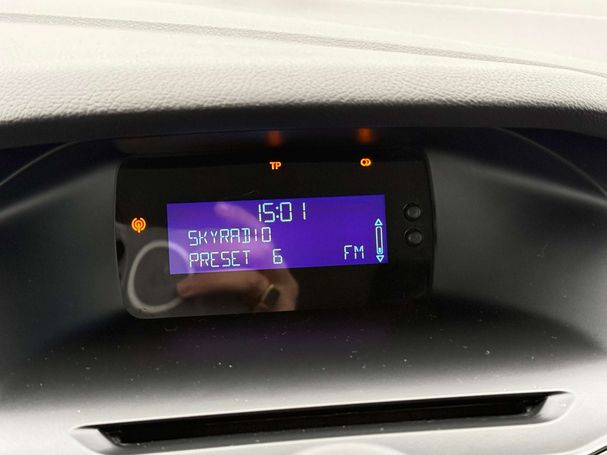 TP
15:01
SKYRADIO
PRESET 6 FM